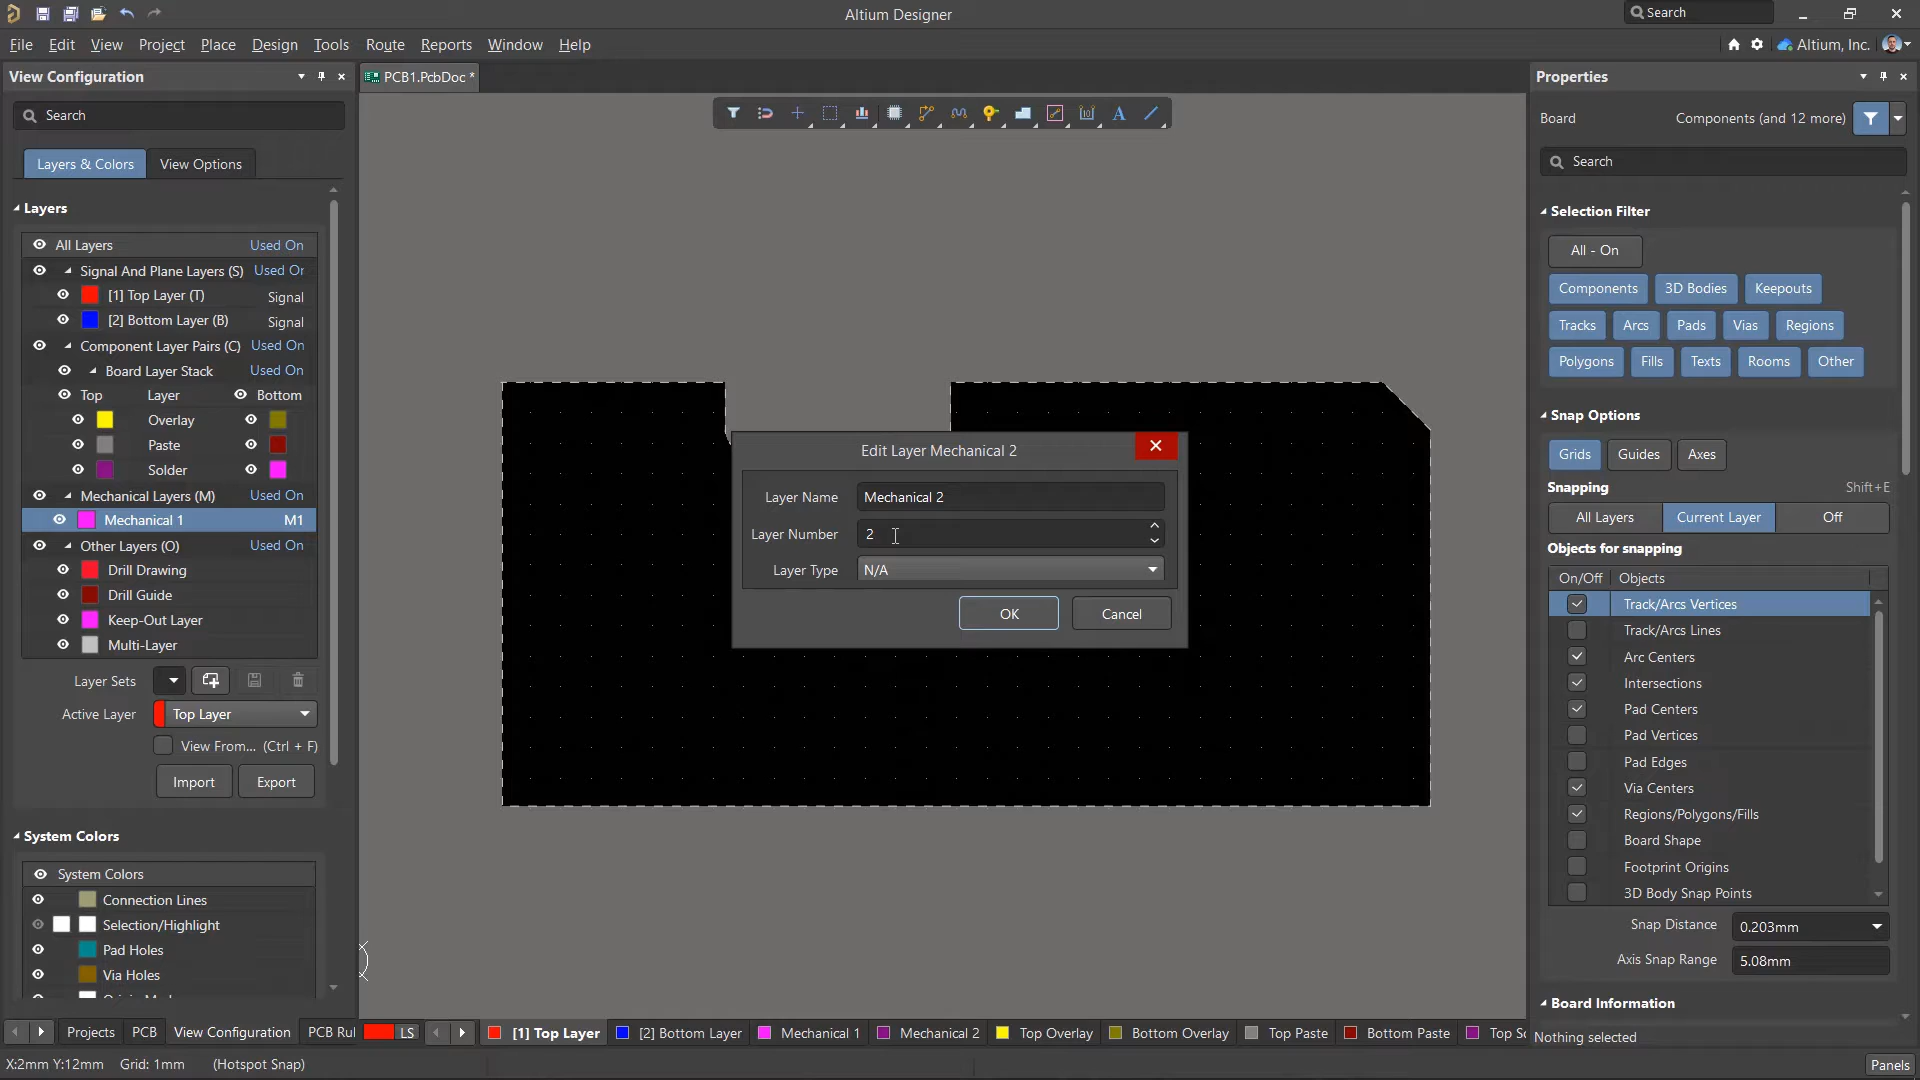 Altium Designer
Search
File Edit View Project Place Design Tools Route Reports Window Help
Altium, Inc.
View Configuration
PCB1.PcbDoc *
Properties
Search
Board Components (and 12 more)
Layers & Colors View Options
Search
Layers
Selection Filter
All Layers Used On
All - On
Signal And Plane Layers (S) Used On
Components 3D Bodies Keepouts
[1] Top Layer (T) Signal
[2] Bottom Layer (B) Signal
Tracks Arcs Pads Vias Regions
Component Layer Pairs (C) Used On
Polygons Fills Texts Rooms Other
Board Layer Stack Used On
Top Layer Bottom
Overlay
Snap Options
Paste
Grids Guides Axes
Solder
Snapping Shift+E
Mechanical Layers (M) Used On
All Layers Current Layer Off
Mechanical 1 M1
Other Layers (O) Used On
Objects for snapping
Drill Drawing
On/Off Objects
Drill Guide
Track/Arcs Vertices
Keep-Out Layer
Track/Arcs Lines
Multi-Layer
Arc Centers
Layer Sets
Intersections
Active Layer Top Layer
Pad Centers
View From... (Ctrl + F)
Pad Vertices
Import Export
Pad Edges
Via Centers
Regions/Polygons/Fills
Board Shape
Footprint Origins
3D Body Snap Points
Edit Layer Mechanical 2
Layer Name Mechanical 2
Layer Number 2
Layer Type N/A
OK Cancel
System Colors
System Colors
Connection Lines
Selection/Highlight
Pad Holes
Via Holes
Snap Distance 0.203mm
Axis Snap Range 5.08mm
Board Information
Nothing selected
Projects PCB View Configuration PCB Rul
LS [1] Top Layer [2] Bottom Layer Mechanical 1 Mechanical 2 Top Overlay Bottom Overlay Top Paste Bottom Paste Top S
X:2mm Y:12mm Grid: 1mm (Hotspot Snap)
Panels